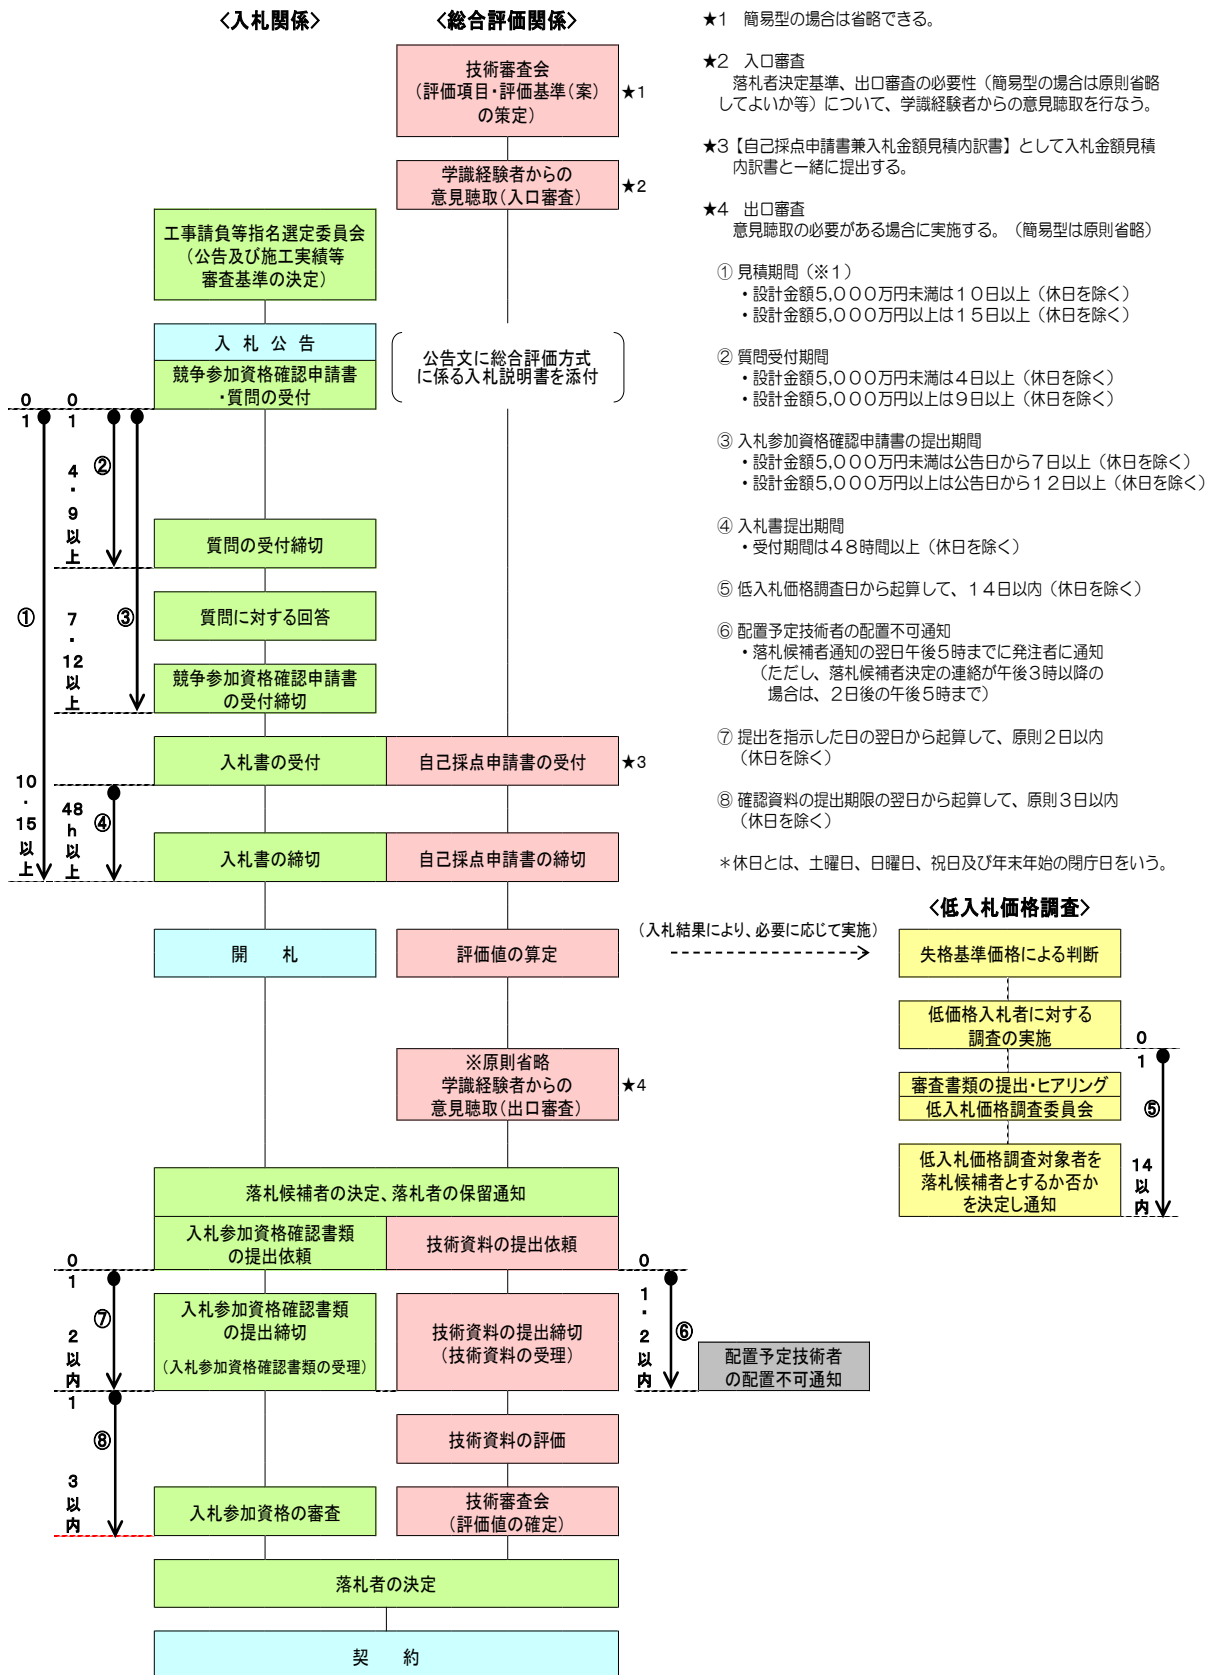 <入札関係>
<総合評価関係>
技術審査会
(評価項目・評価基準(案)
の策定)
★1
学識経験者からの
意見聴取(入口審査)
★2
工事請負等指名選定委員会
(公告及び施工実績等
審査基準の決定)
入 札 公 告
競争参加資格確認申請書
・質問の受付
公告文に総合評価方式
に係る入札説明書を添付
質問の受付締切
質問に対する回答
競争参加資格確認申請書
の受付締切
入札書の受付
自己採点申請書の受付
★3
入札書の締切
自己採点申請書の締切
開　札
評価値の算定
(入札結果により、必要に応じて実施)
※原則省略
学識経験者からの
意見聴取(出口審査)
★4
落札候補者の決定、落札者の保留通知
入札参加資格確認書類
の提出依頼
技術資料の提出依頼
入札参加資格確認書類
の提出締切
(入札参加資格確認書類の受理)
技術資料の提出締切
(技術資料の受理)
配置予定技術者
の配置不可通知
技術資料の評価
入札参加資格の審査
技術審査会
(評価値の確定)
落札者の決定
契　約
0
1
①
10・15以上
0
1
②
4・9以上
③
7・12以上
④
48h以上
0
1
⑦
2以内
1
⑧
3以内
0
1・2以内
⑥
★1　簡易型の場合は省略できる。
★2　入口審査
落札者決定基準、出口審査の必要性（簡易型の場合は原則省略
してよいか等）について、学識経験者からの意見聴取を行なう。
★3【自己採点申請書兼入札金額見積内訳書】として入札金額見積
内訳書と一緒に提出する。
★4　出口審査
意見聴取の必要がある場合に実施する。（簡易型は原則省略）
① 見積期間（※１）
・設計金額5,000万円未満は１０日以上（休日を除く）
・設計金額5,000万円以上は１５日以上（休日を除く）
② 質問受付期間
・設計金額5,000万円未満は４日以上（休日を除く）
・設計金額5,000万円以上は９日以上（休日を除く）
③ 入札参加資格確認申請書の提出期間
・設計金額5,000万円未満は公告日から７日以上（休日を除く）
・設計金額5,000万円以上は公告日から１２日以上（休日を除く）
④ 入札書提出期間
・受付期間は４８時間以上（休日を除く）
⑤ 低入札価格調査日から起算して、１４日以内（休日を除く）
⑥ 配置予定技術者の配置不可通知
・落札候補者通知の翌日午後５時までに発注者に通知
（ただし、落札候補者決定の連絡が午後３時以降の
場合は、２日後の午後５時まで）
⑦ 提出を指示した日の翌日から起算して、原則２日以内
（休日を除く）
⑧ 確認資料の提出期限の翌日から起算して、原則３日以内
（休日を除く）
＊休日とは、土曜日、日曜日、祝日及び年末年始の閉庁日をいう。
<低入札価格調査>
失格基準価格による判断
低価格入札者に対する
調査の実施
審査書類の提出・ヒアリング
低入札価格調査委員会
低入札価格調査対象者を
落札候補者とするか否か
を決定し通知
0
1
⑤
14以内